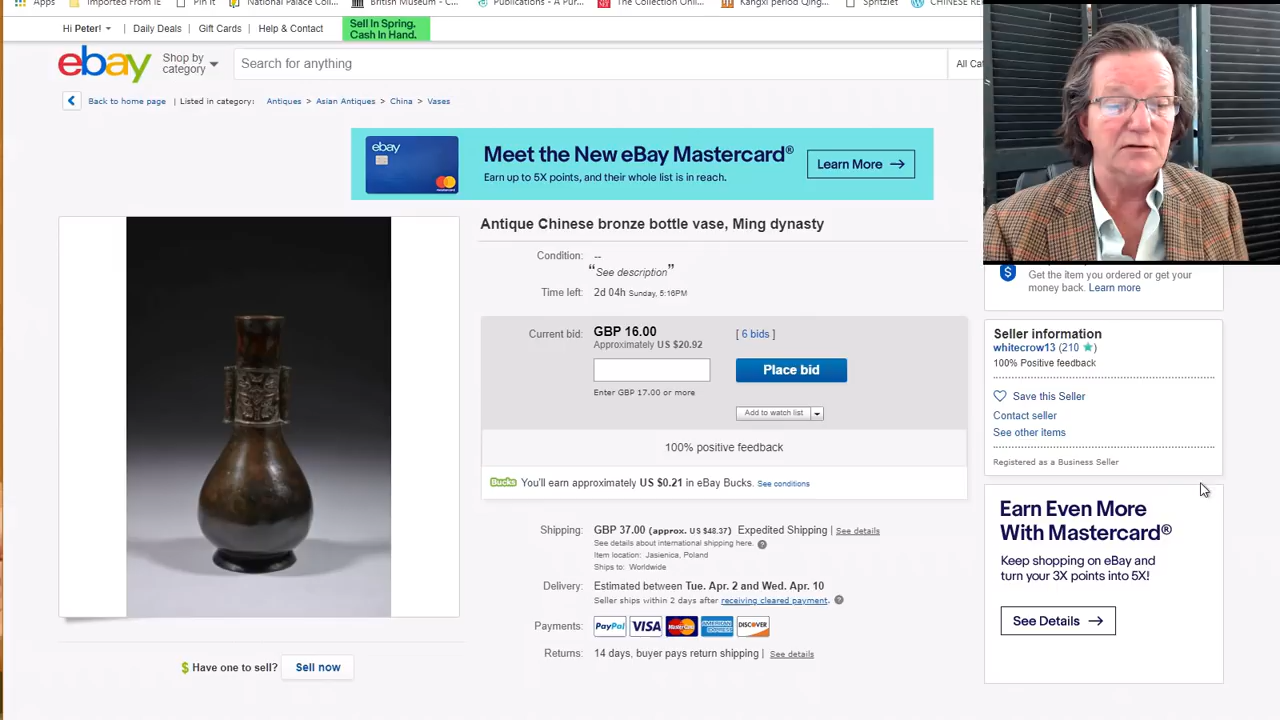 Apps
Imported From IE
Pin It
National Palace Col...
British Museum - C...
Publications - A Pur...
The Collection Onl...
Kangxi period Qing...
Spritzlet
CHINESE RE
Hi Peter!
Daily Deals
Gift Cards
Help & Contact
Sell In Spring.
Cash In Hand.
ebay
Shop by
category
Search for anything
All Cat
Back to home page
Listed in category:
Antiques > Asian Antiques > China > Vases
ebay
mastercard
Meet the New eBay Mastercard®
Earn up to 5X points, and their whole list is in reach.
Learn More
Antique Chinese bronze bottle vase, Ming dynasty
Condition: --
“See description”
Time left: 2d 04h Sunday, 5:16PM
Current bid: GBP 16.00 [ 6 bids ]
Approximately US $20.92
Place bid
Enter GBP 17.00 or more
Add to watch list
100% positive feedback
Bucks You'll earn approximately US $0.21 in eBay Bucks. See conditions
Shipping: GBP 37.00 (approx. US $48.37) Expedited Shipping | See details
See details about international shipping here.
Item location: Jasienica, Poland
Ships to: Worldwide
Delivery: Estimated between Tue. Apr. 2 and Wed. Apr. 10
Seller ships within 2 days after receiving cleared payment.
Payments: PayPal VISA MasterCard AMERICAN EXPRESS DISCOVER
Returns: 14 days, buyer pays return shipping | See details
$ Have one to sell? Sell now
Get the item you ordered or get your
money back. Learn more
Seller information
whitecrow13 (210 )
100% Positive feedback
Save this Seller
Contact seller
See other items
Registered as a Business Seller
Earn Even More
With Mastercard®
Keep shopping on eBay and
turn your 3X points into 5X!
See Details